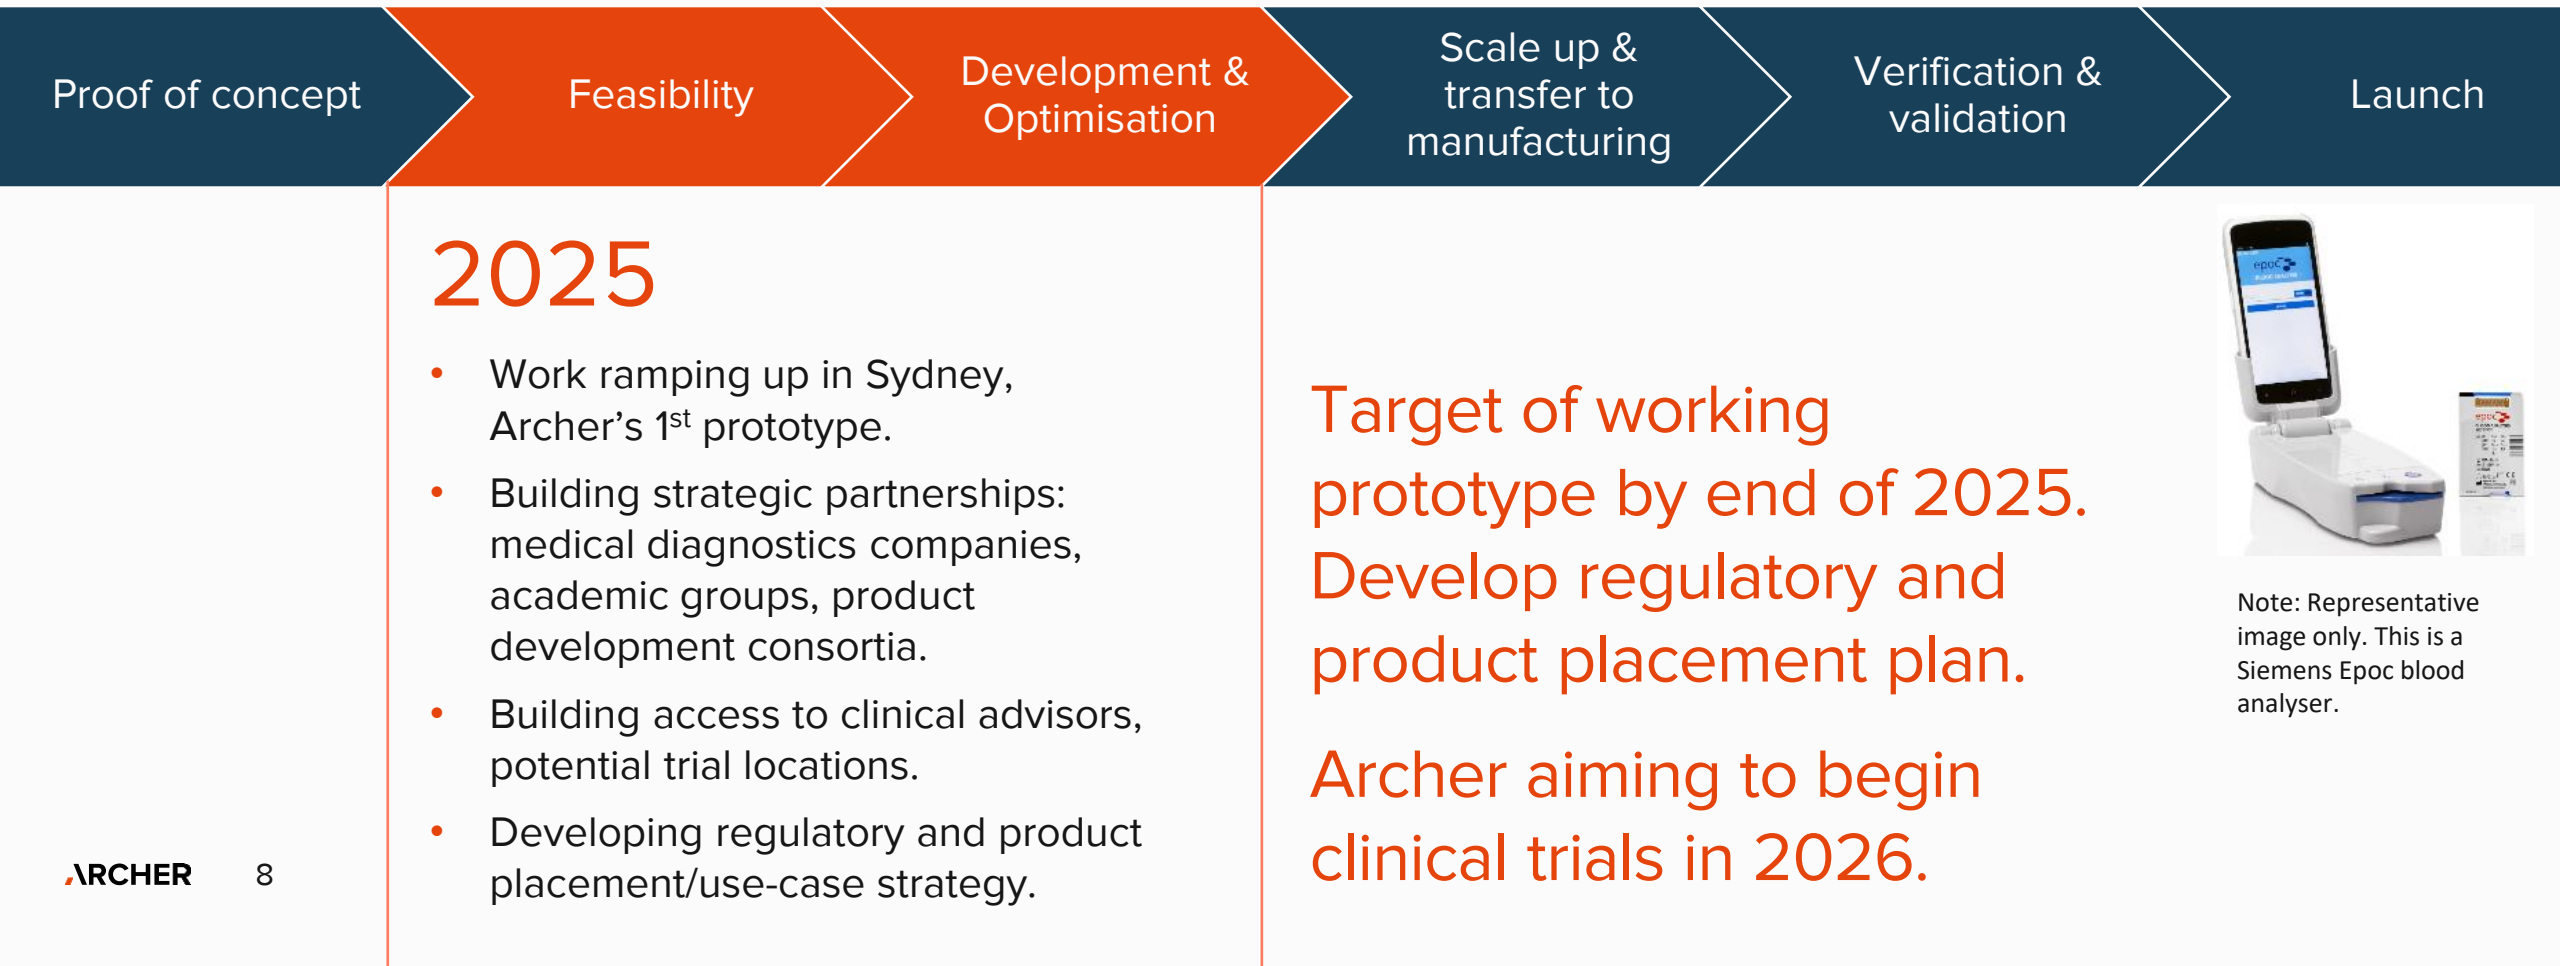 Proof of concept
Feasibility
Development &
Optimisation
Scale up &
transfer to
manufacturing
Verification &
validation
Launch
2025
• Work ramping up in Sydney,
Archer’s 1st prototype.
• Building strategic partnerships:
medical diagnostics companies,
academic groups, product
development consortia.
• Building access to clinical advisors,
potential trial locations.
• Developing regulatory and product
placement/use-case strategy.
Target of working
prototype by end of 2025.
Develop regulatory and
product placement plan.
Archer aiming to begin
clinical trials in 2026.
epoc
epoc
Note: Representative
image only. This is a
Siemens Epoc blood
analyser.
ARCHER 8